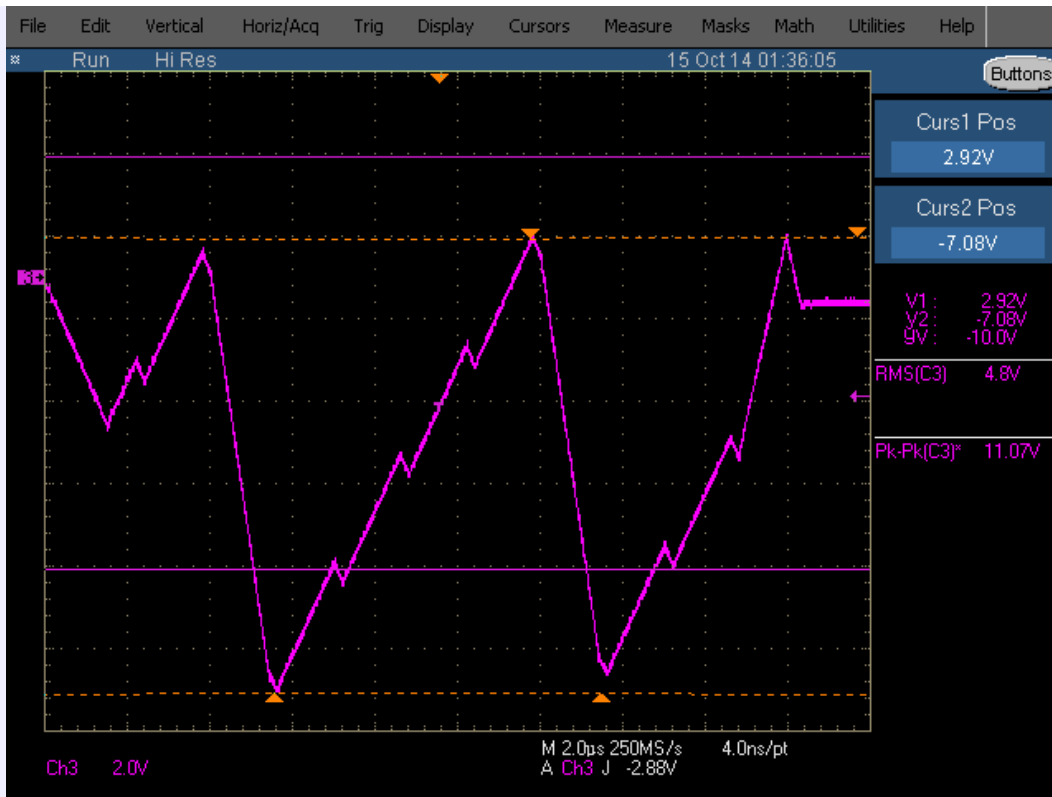 File Edit Vertical Horiz/Acq Trig Display Cursors Measure Masks Math Utilities Help
Run Hi Res 15 Oct 14 01:36:05
Buttons
Curs1 Pos
2.92V
Curs2 Pos
-7.08V
3
V1 : 2.92V
V2 : -7.08V
9V : -10.0V
RMS(C3) 4.8V
Pk-Pk(C3)* 11.07V
M 2.0µs 250MS/s 4.0ns/pt
Ch3 2.0V
A Ch3 J -2.88V